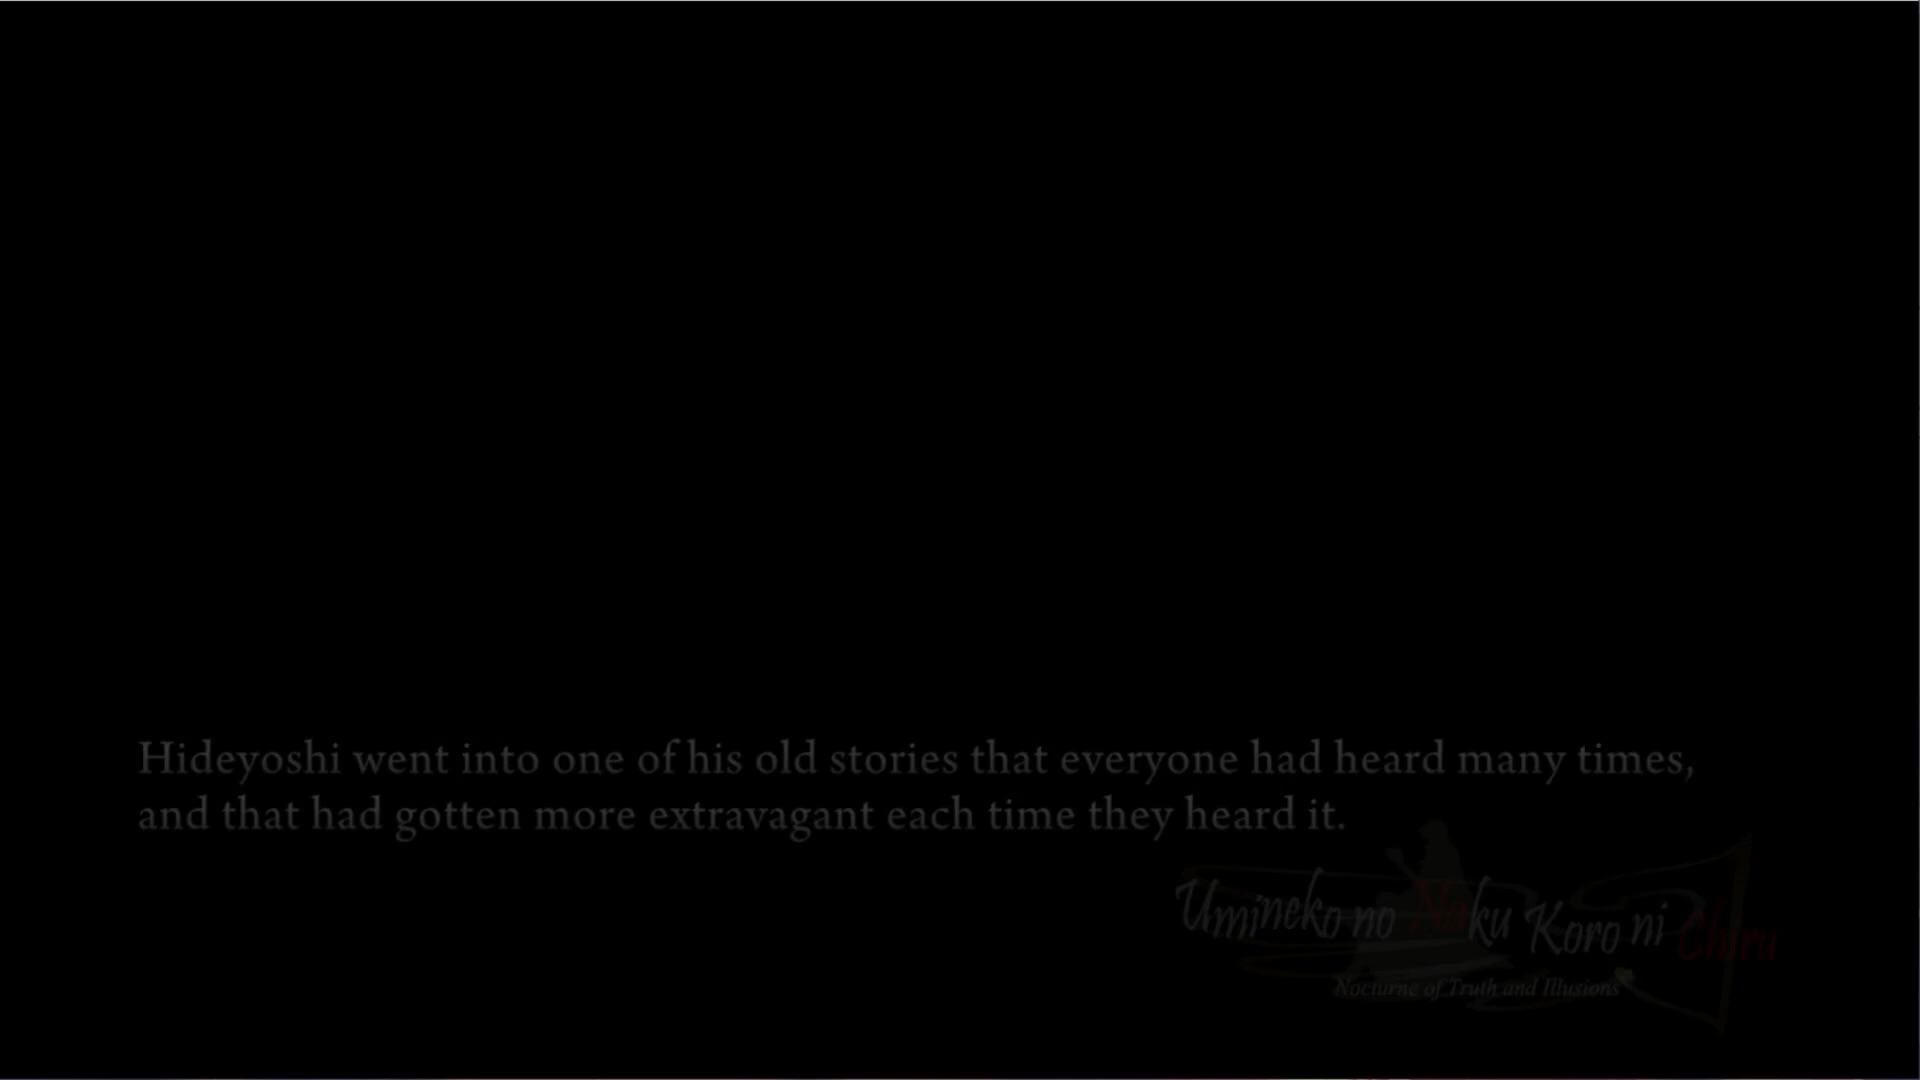 Hideyoshi went into one of his old stories that everyone had heard many times,
and that had gotten more extravagant each time they heard it.
Umineko no Naku Koro ni Chiru
Nocturne of Truth and Illusions